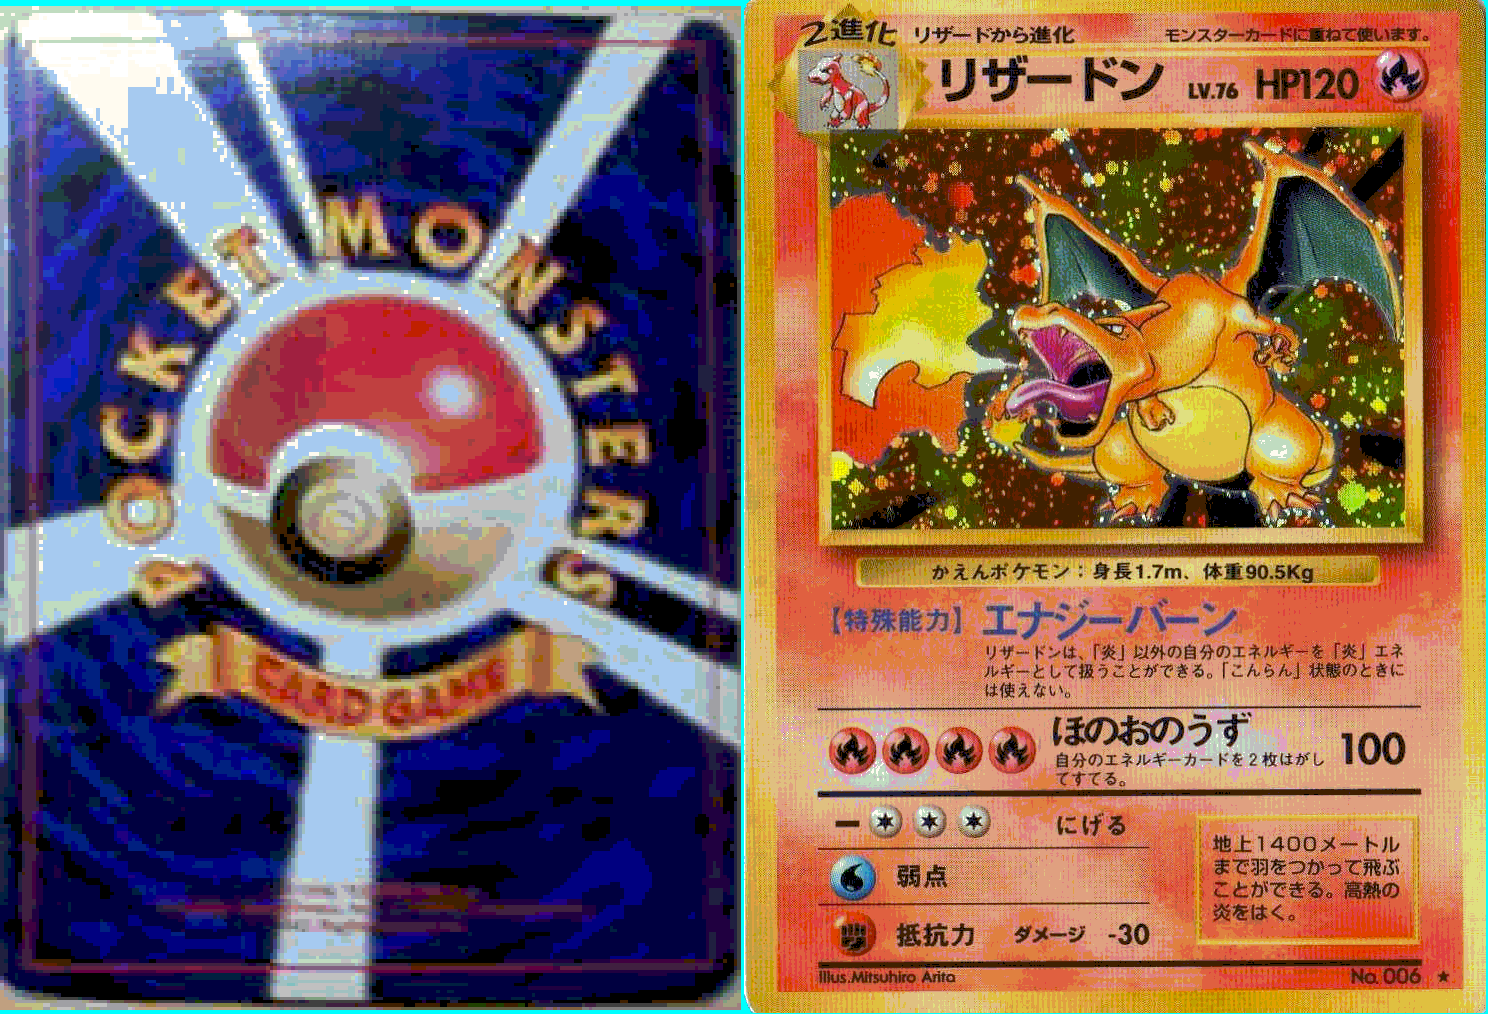 POCKET MONSTERS
CARD GAME
2進化 リザードから進化 モンスターカードに重ねて使います。
リザードン LV.76 HP120
かえんポケモン：身長1.7m、体重90.5Kg
【特殊能力】 エナジーバーン
リザードンは、「炎」以外の自分のエネルギーを「炎」エネ
ルギーとして扱うことができる。「こんらん」状態のときに
は使えない。
ほのおのうず 100
自分のエネルギーカードを2枚はがし
てすてる。
ー にげる
弱点
抵抗力 ダメージ -30
地上1400メートル
まで羽をつかって飛ぶ
ことができる。高熱の
炎をはく。
Illus.Mitsuhiro Arita
No.006 ★